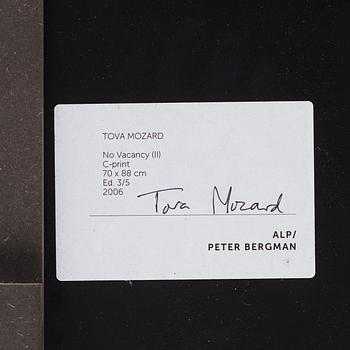 TOVA MOZARD
No Vacancy (II)
C-print
70 x 88 cm
Ed. 3/5
2006
Tova Mozard
ALP/
PETER BERGMAN